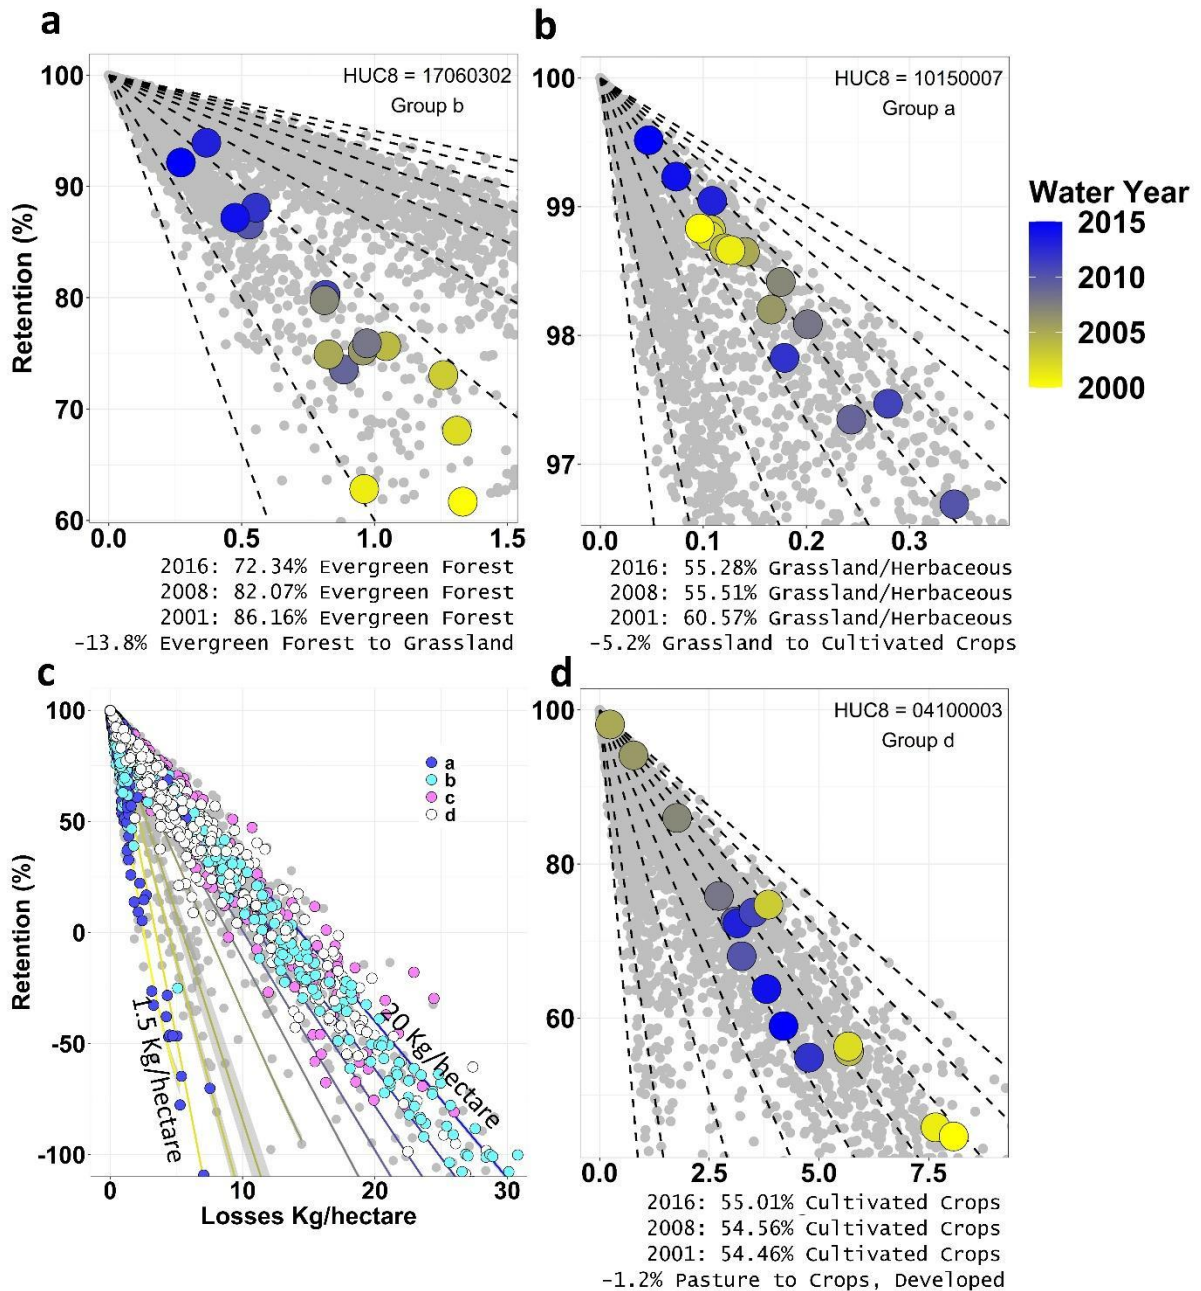 a
HUC8 = 17060302
Group b
Retention (%)
100
90
80
70
60
0.0 0.5 1.0 1.5
2016: 72.34% Evergreen Forest
2008: 82.07% Evergreen Forest
2001: 86.16% Evergreen Forest
-13.8% Evergreen Forest to Grassland
b
HUC8 = 10150007
Group a
100
99
98
97
0.0 0.1 0.2 0.3
2016: 55.28% Grassland/Herbaceous
2008: 55.51% Grassland/Herbaceous
2001: 60.57% Grassland/Herbaceous
-5.2% Grassland to Cultivated Crops
Water Year
2015
2010
2005
2000
c
Retention (%)
100
50
0
-50
-100
a
b
c
d
1.5 Kg/hectare
20 Kg/hectare
0 10 20 30
Losses Kg/hectare
d
HUC8 = 04100003
Group d
100
80
60
0.0 2.5 5.0 7.5
2016: 55.01% Cultivated Crops
2008: 54.56% Cultivated Crops
2001: 54.46% Cultivated Crops
-1.2% Pasture to Crops, Developed